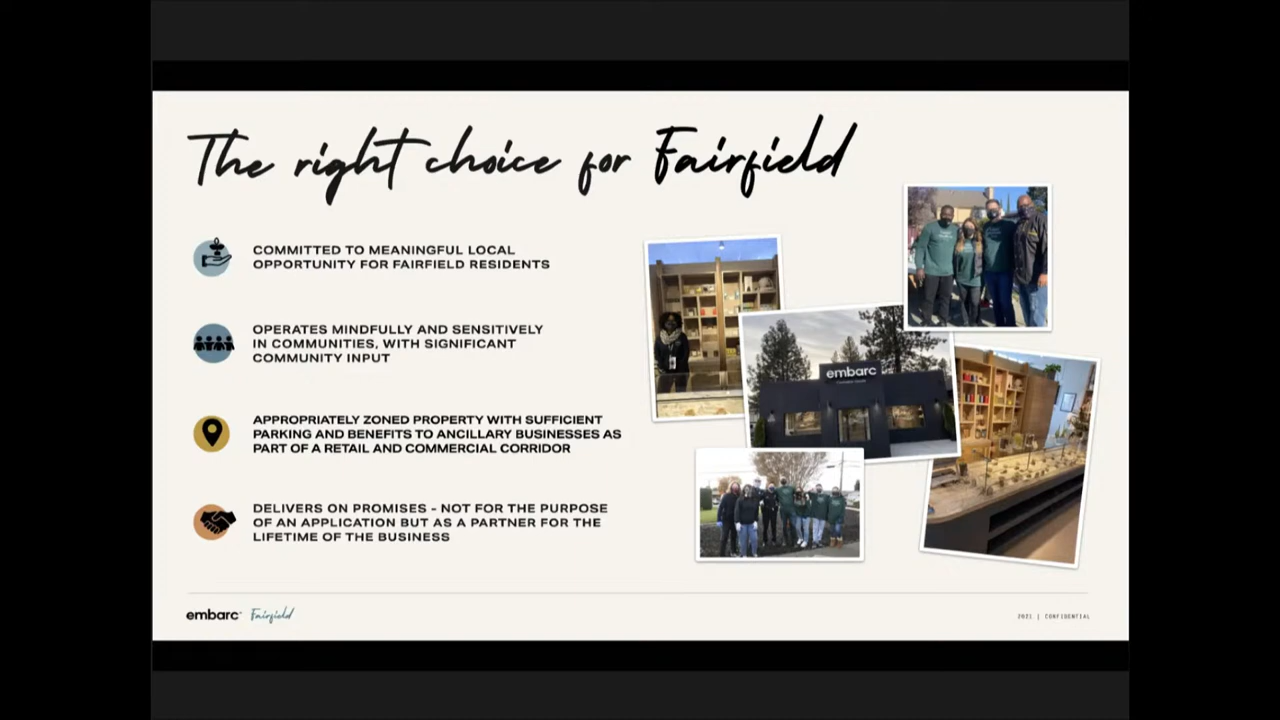 The right choice for Fairfield
COMMITTED TO MEANINGFUL LOCAL
OPPORTUNITY FOR FAIRFIELD RESIDENTS
OPERATES MINDFULLY AND SENSITIVELY
IN COMMUNITIES, WITH SIGNIFICANT
COMMUNITY INPUT
APPROPRIATELY ZONED PROPERTY WITH SUFFICIENT
PARKING AND BENEFITS TO ANCILLARY BUSINESSES AS
PART OF A RETAIL AND COMMERCIAL CORRIDOR
DELIVERS ON PROMISES - NOT FOR THE PURPOSE
OF AN APPLICATION BUT AS A PARTNER FOR THE
LIFETIME OF THE BUSINESS
embarc
embarc Fairfield
2021 | CONFIDENTIAL